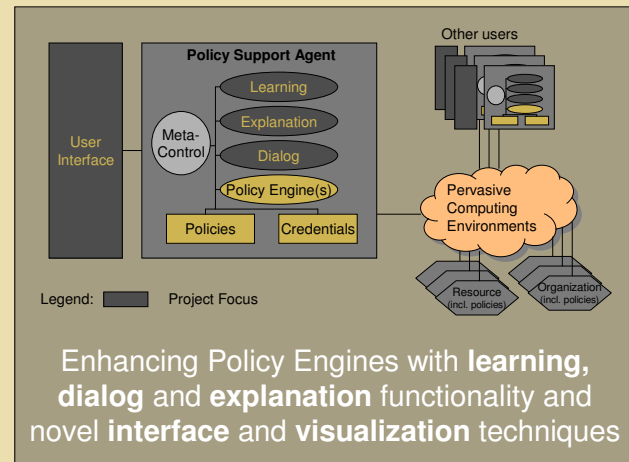 Other users
Policy Support Agent
Learning
Explanation
Dialog
Policy Engine(s)
User
Interface
Meta-
Control
Policies
Credentials
Pervasive
Computing
Environments
Resource
(incl. policies)
Organization
(incl. policies)
Legend:
Project Focus
Enhancing Policy Engines with learning,
dialog and explanation functionality and
novel interface and visualization techniques